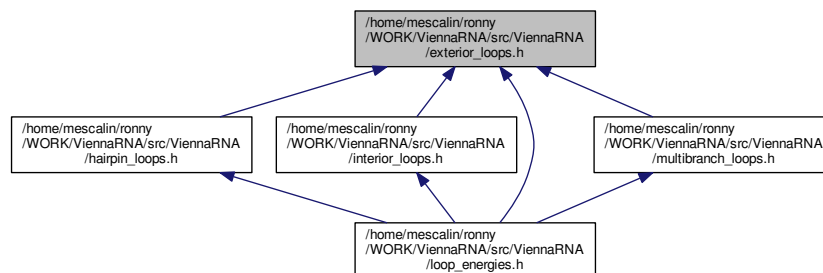 /home/mescalin/ronny
/WORK/ViennaRNA/src/ViennaRNA
/exterior_loops.h
/home/mescalin/ronny
/WORK/ViennaRNA/src/ViennaRNA
/hairpin_loops.h
/home/mescalin/ronny
/WORK/ViennaRNA/src/ViennaRNA
/interior_loops.h
/home/mescalin/ronny
/WORK/ViennaRNA/src/ViennaRNA
/multibranch_loops.h
/home/mescalin/ronny
/WORK/ViennaRNA/src/ViennaRNA
/loop_energies.h